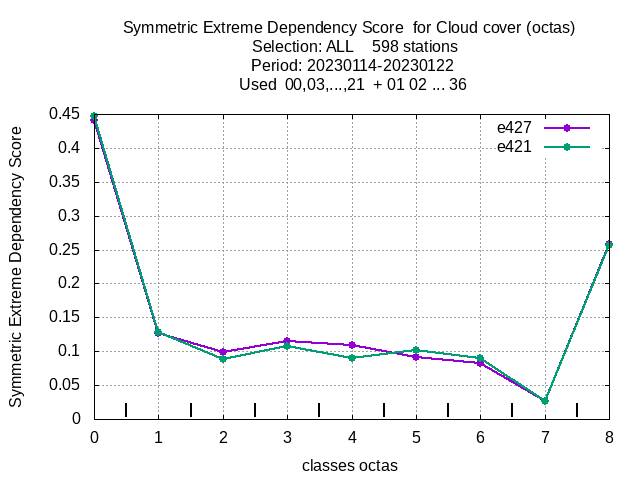 Symmetric Extreme Dependency Score  for Cloud cover (octas)
Selection: ALL    598 stations
Period: 20230114-20230122
Used  00,03,...,21  + 01 02 ... 36
Symmetric Extreme Dependency Score
0.45
0.4
0.35
0.3
0.25
0.2
0.15
0.1
0.05
0
e427
e421
0 1 2 3 4 5 6 7 8
classes octas